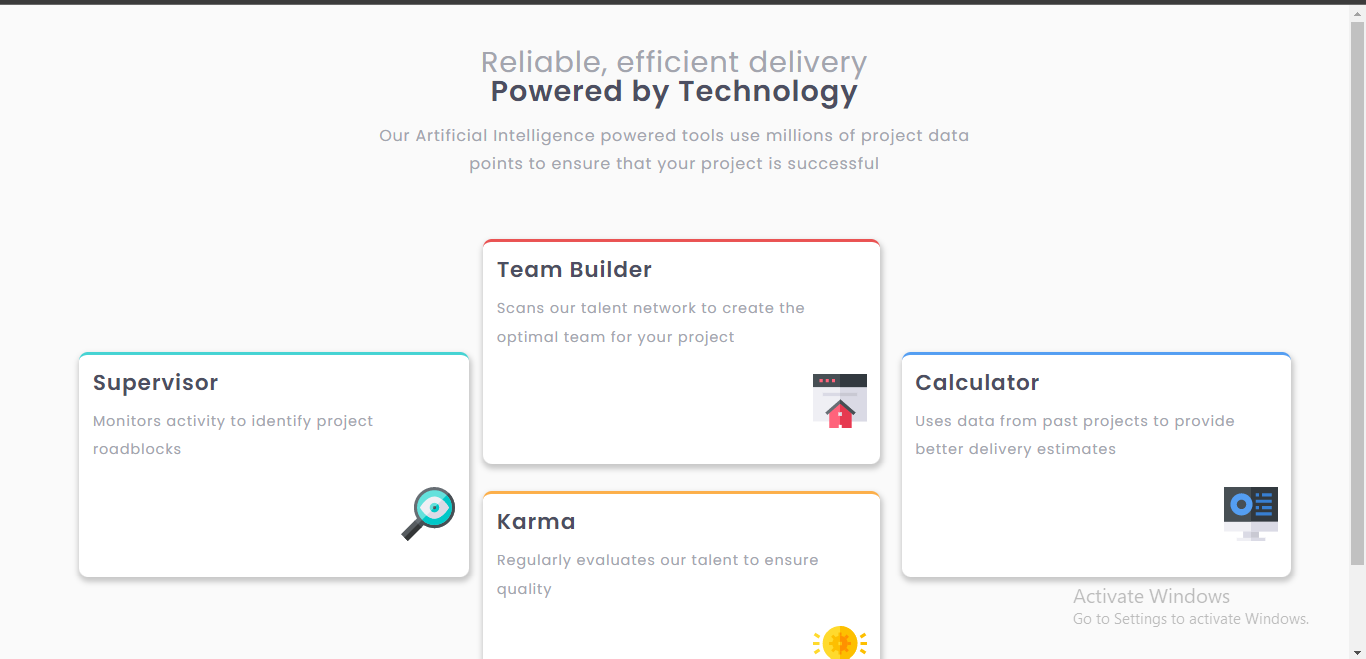 Reliable, efficient delivery
Powered by Technology
Our Artificial Intelligence powered tools use millions of project data
points to ensure that your project is successful
Team Builder
Scans our talent network to create the
optimal team for your project
Supervisor
Monitors activity to identify project
roadblocks
Calculator
Uses data from past projects to provide
better delivery estimates
Karma
Regularly evaluates our talent to ensure
quality
Activate Windows
Go to Settings to activate Windows.